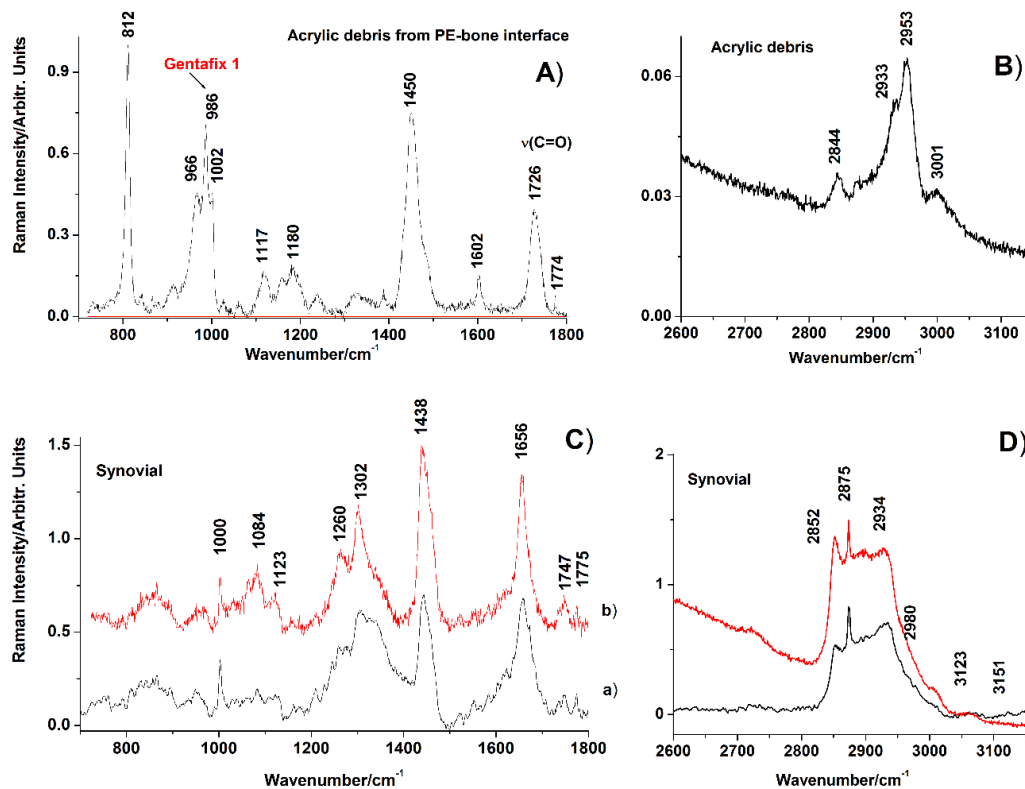 Acrylic debris from PE-bone interface
A)
Gentafix 1
812
966
986
1002
1117
1180
1450
1602
ν(C=O)
1726
1774
Raman Intensity/Arbitr. Units
0.9
0.6
0.3
0.0
800 1000 1200 1400 1600 1800
Wavenumber/cm-1
Acrylic debris
B)
2844
2933
2953
3001
0.06
0.03
0.00
2600 2700 2800 2900 3000 3100
Wavenumber/cm-1
Synovial
C)
1000
1084
1123
1260
1302
1438
1656
1747
1775
b)
a)
Raman Intensity/Arbitr. Units
1.5
1.0
0.5
0.0
800 1000 1200 1400 1600 1800
Wavenumber/cm-1
Synovial
D)
2852
2875
2934
2980
3123
3151
2
1
0
2600 2700 2800 2900 3000 3100
Wavenumber/cm-1